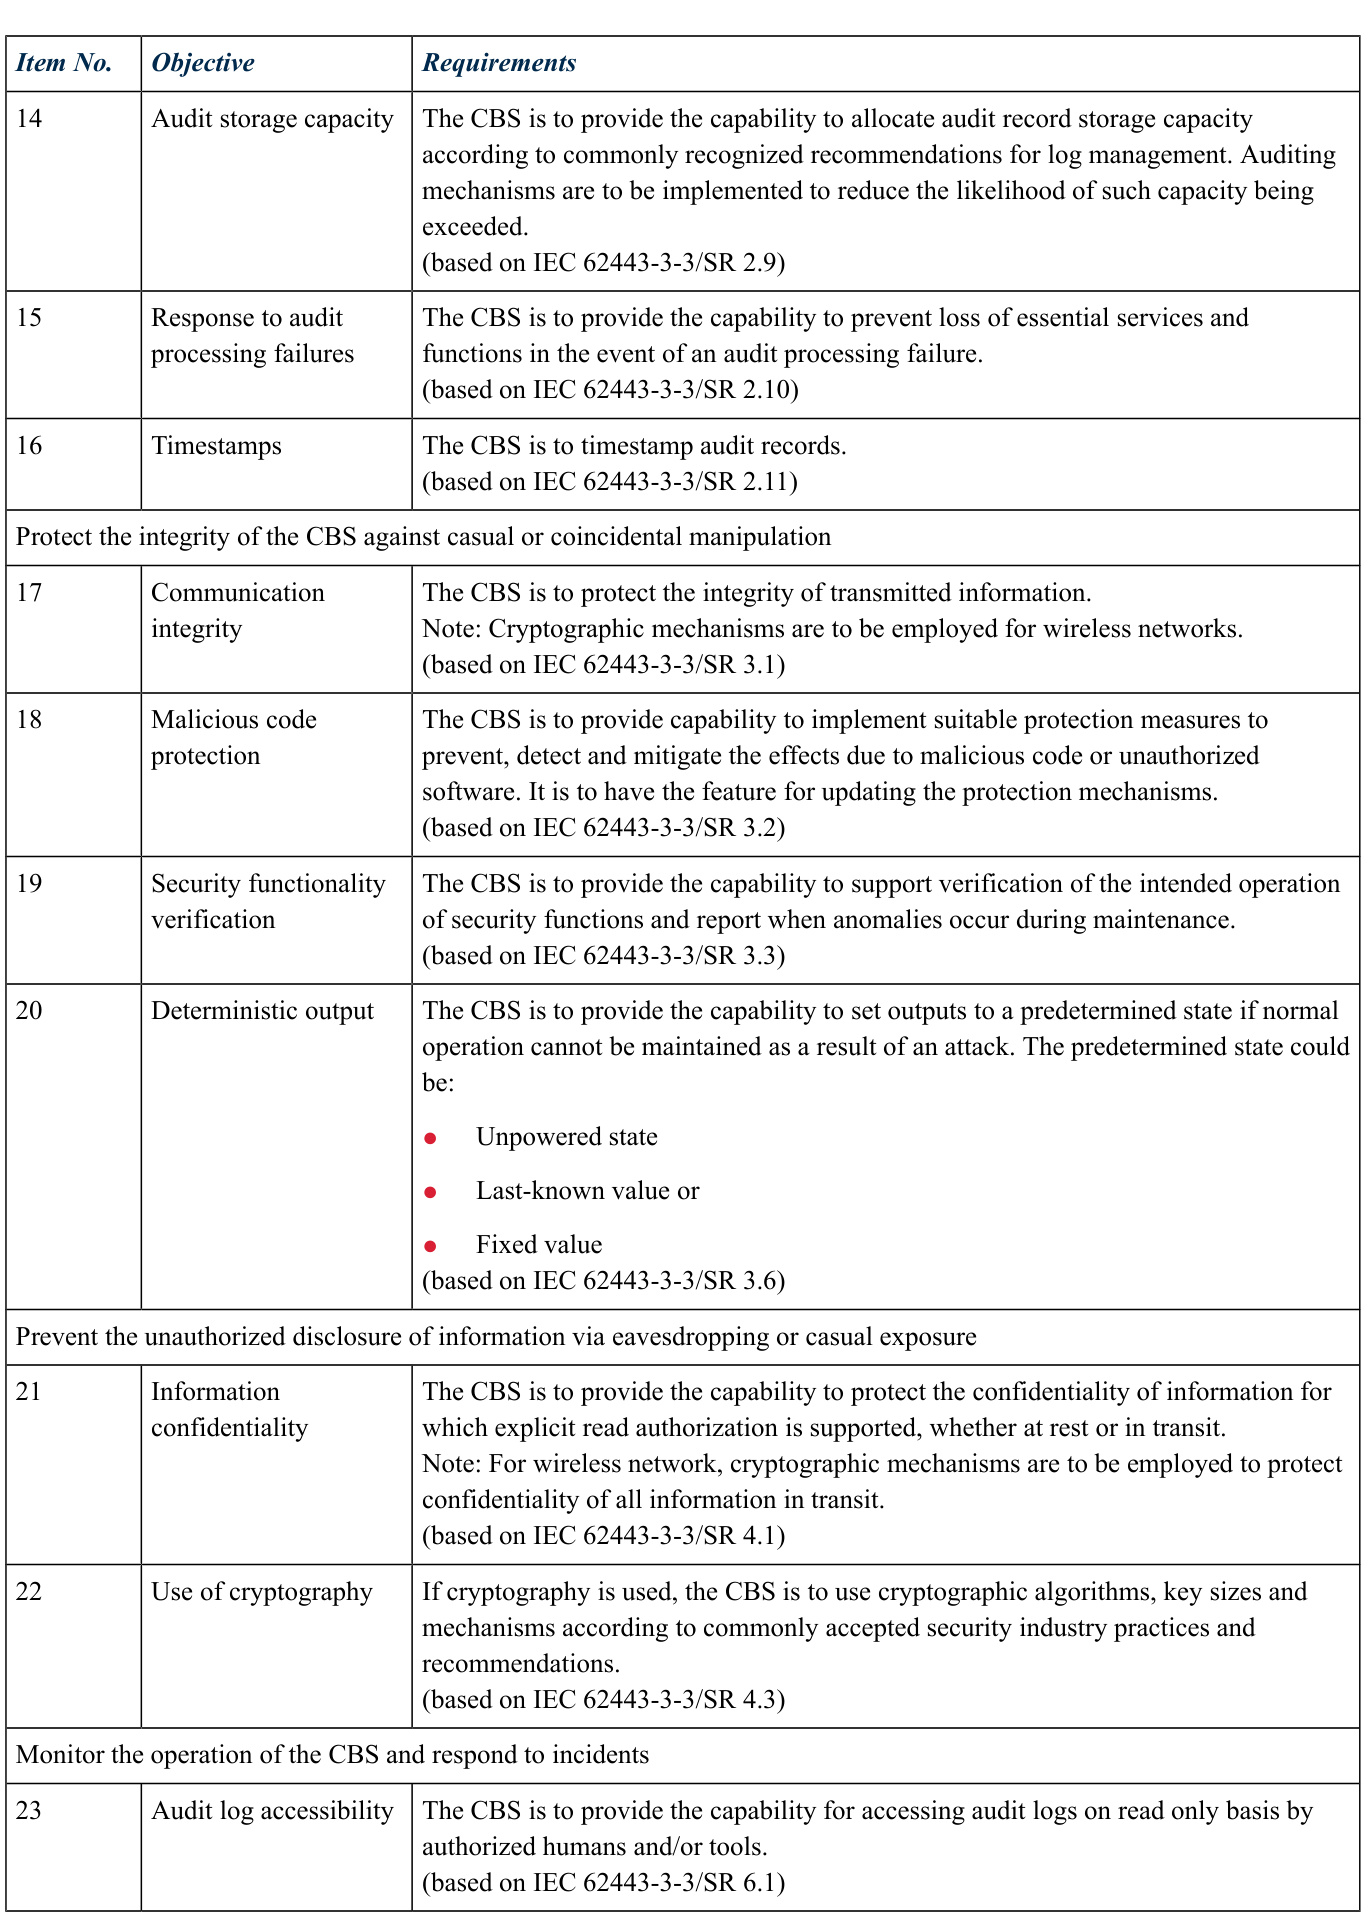 Item No. Objective Requirements
14 Audit storage capacity The CBS is to provide the capability to allocate audit record storage capacity
according to commonly recognized recommendations for log management. Auditing
mechanisms are to be implemented to reduce the likelihood of such capacity being
exceeded.
(based on IEC 62443-3-3/SR 2.9)
15 Response to audit The CBS is to provide the capability to prevent loss of essential services and
processing failures functions in the event of an audit processing failure.
(based on IEC 62443-3-3/SR 2.10)
16 Timestamps The CBS is to timestamp audit records.
(based on IEC 62443-3-3/SR 2.11)
Protect the integrity of the CBS against casual or coincidental manipulation
17 Communication The CBS is to protect the integrity of transmitted information.
integrity Note: Cryptographic mechanisms are to be employed for wireless networks.
(based on IEC 62443-3-3/SR 3.1)
18 Malicious code The CBS is to provide capability to implement suitable protection measures to
protection prevent, detect and mitigate the effects due to malicious code or unauthorized
software. It is to have the feature for updating the protection mechanisms.
(based on IEC 62443-3-3/SR 3.2)
19 Security functionality The CBS is to provide the capability to support verification of the intended operation
verification of security functions and report when anomalies occur during maintenance.
(based on IEC 62443-3-3/SR 3.3)
20 Deterministic output The CBS is to provide the capability to set outputs to a predetermined state if normal
operation cannot be maintained as a result of an attack. The predetermined state could
be:
● Unpowered state
● Last-known value or
● Fixed value
(based on IEC 62443-3-3/SR 3.6)
Prevent the unauthorized disclosure of information via eavesdropping or casual exposure
21 Information The CBS is to provide the capability to protect the confidentiality of information for
confidentiality which explicit read authorization is supported, whether at rest or in transit.
Note: For wireless network, cryptographic mechanisms are to be employed to protect
confidentiality of all information in transit.
(based on IEC 62443-3-3/SR 4.1)
22 Use of cryptography If cryptography is used, the CBS is to use cryptographic algorithms, key sizes and
mechanisms according to commonly accepted security industry practices and
recommendations.
(based on IEC 62443-3-3/SR 4.3)
Monitor the operation of the CBS and respond to incidents
23 Audit log accessibility The CBS is to provide the capability for accessing audit logs on read only basis by
authorized humans and/or tools.
(based on IEC 62443-3-3/SR 6.1)